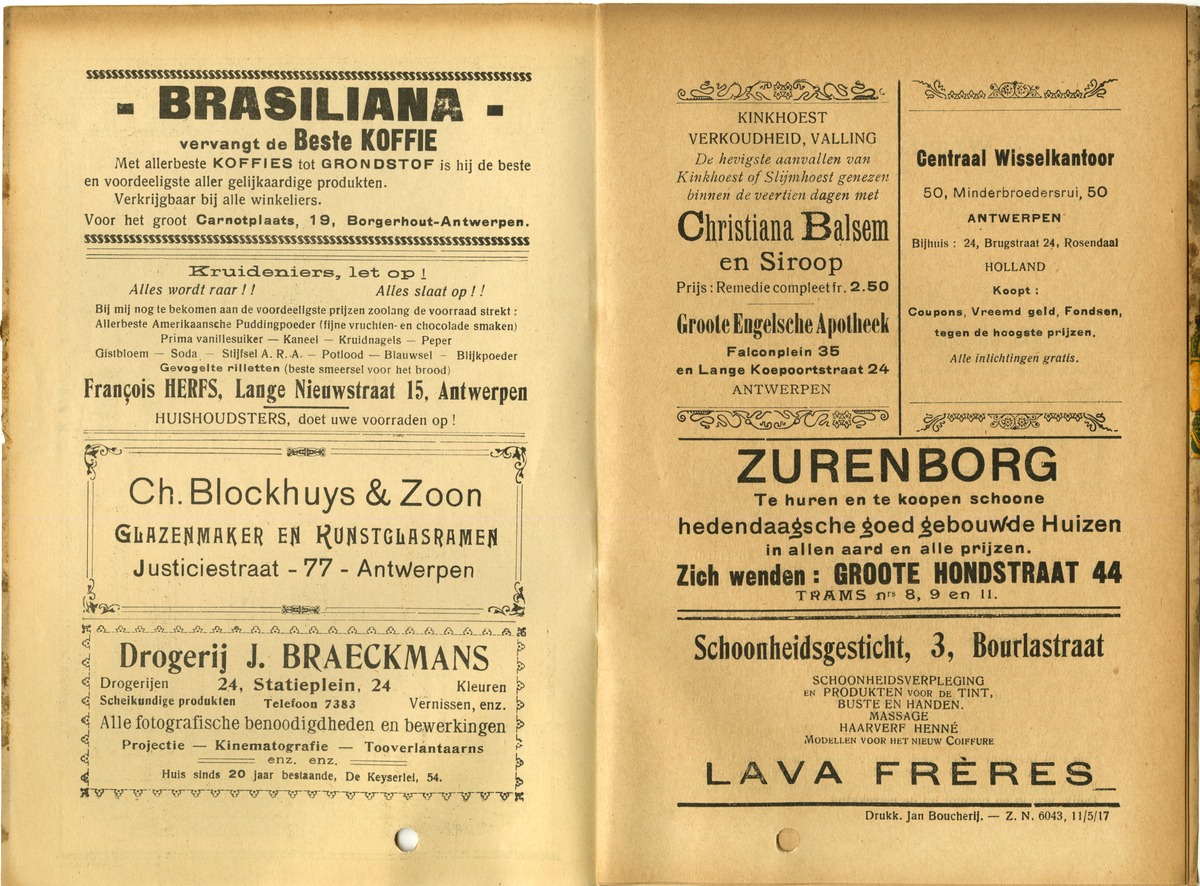 - BRASILIANA -
vervangt de Beste KOFFIE
Met allerbeste KOFFIES tot GRONDSTOF is hij de beste
en voordeeligste aller gelijkaardige produkten.
Verkrijgbaar bij alle winkeliers.
Voor het groot Carnotplaats, 19, Borgerhout-Antwerpen.
Kruideniers, let op !
Alles wordt raar ! ! Alles slaat op ! !
Bij mij nog te bekomen aan de voordeeligste prijzen zoolang de voorraad strekt :
Allerbeste Amerikaansche Puddingpoeder (fijne vruchten- en chocolade smaken)
Prima vanillesuiker — Kaneel — Kruidnagels — Peper
Gistbloem — Soda — Stijfsel A. R. A. — Potlood — Blauwsel — Blijkpoeder
Gevogelte rilletten (beste smeersel voor het brood)
François HERFS, Lange Nieuwstraat 15, Antwerpen
HUISHOUDSTERS, doet uwe voorraden op !
Ch. Blockhuys & Zoon
GLAZENMAKER EN KUNSTGLASRAMEN
Justiciestraat - 77 - Antwerpen
Drogerij J. BRAECKMANS
Drogerijen 24, Statieplein, 24 Kleuren
Scheikundige produkten Telefoon 7383 Vernissen, enz.
Alle fotografische benoodigdheden en bewerkingen
Projectie — Kinematografie — Tooverlantaarns
enz. enz.
Huis sinds 20 jaar bestaande, De Keyserlei, 54.
KINKHOEST
VERKOUDHEID, VALLING
De hevigste aanvallen van
Kinkhoest of Slijmhoest genezen
binnen de veertien dagen met
Christiana Balsem
en Siroop
Prijs : Remedie compleet fr. 2.50
Groote Engelsche Apotheek
Falconplein 35
en Lange Koepoortstraat 24
ANTWERPEN
Centraal Wisselkantoor
50, Minderbroedersrui, 50
ANTWERPEN
Bijhuis : 24, Brugstraat 24, Rosendaal
HOLLAND
Koopt :
Coupons, Vreemd geld, Fondsen,
tegen de hoogste prijzen.
Alle inlichtingen gratis.
ZURENBORG
Te huren en te koopen schoone
hedendaagsche goed gebouwde Huizen
in allen aard en alle prijzen.
Zich wenden : GROOTE HONDSTRAAT 44
TRAMS nrs 8, 9 en 11.
Schoonheidsgesticht, 3, Bourlastraat
SCHOONHEIDSVERPLEGING
EN PRODUKTEN VOOR DE TINT,
BUSTE EN HANDEN.
MASSAGE
HAARVERF HENNÉ
MODELLEN VOOR HET NIEUW COIFFURE
LAVA FRÈRES
Drukk. Jan Boucherij. — Z. N. 6043, 11/5/17